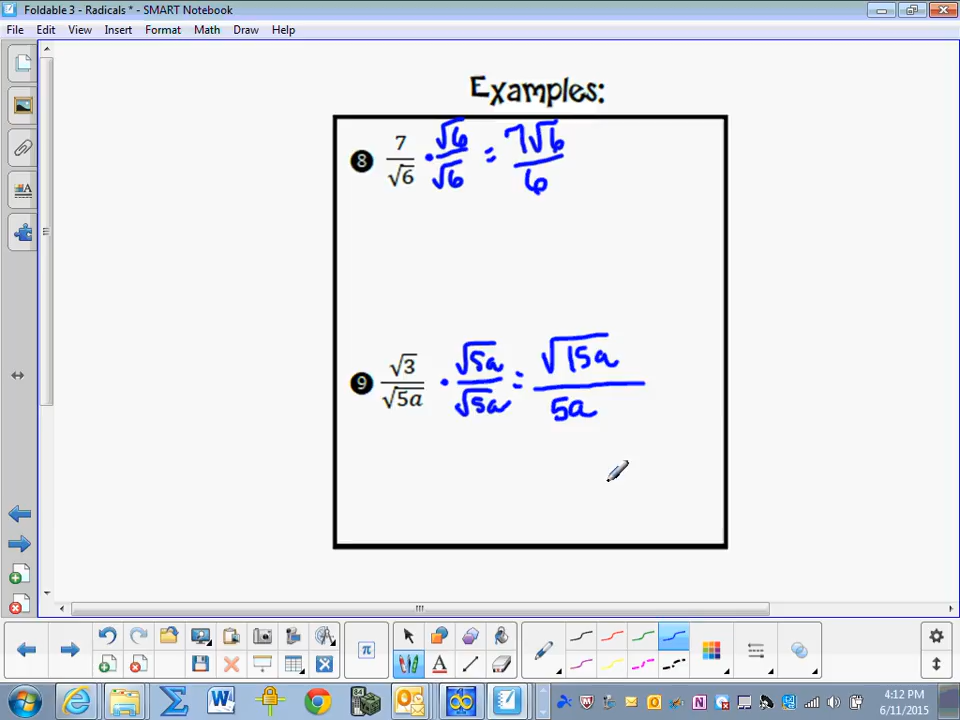 Foldable 3 - Radicals * - SMART Notebook
File Edit View Insert Format Math Draw Help
Examples:
8 7/√6 · √6/√6 = 7√6/6
9 √3/√5a · √5a/√5a = √15a/5a
π
A
4:12 PM
6/11/2015